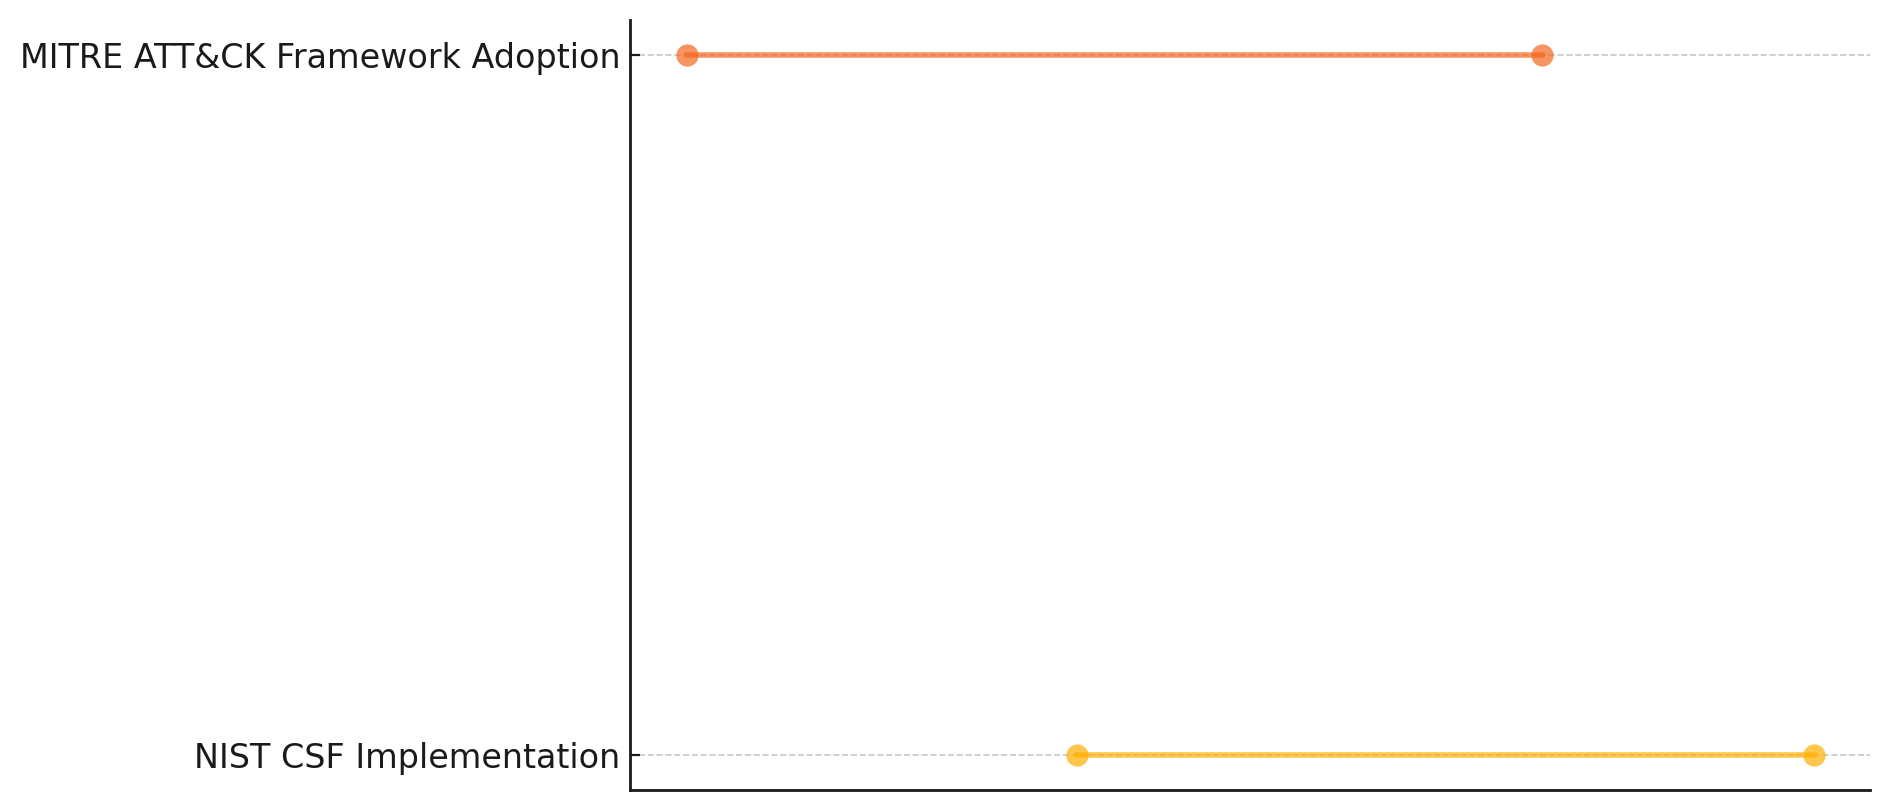 MITRE ATT&CK Framework Adoption
NIST CSF Implementation